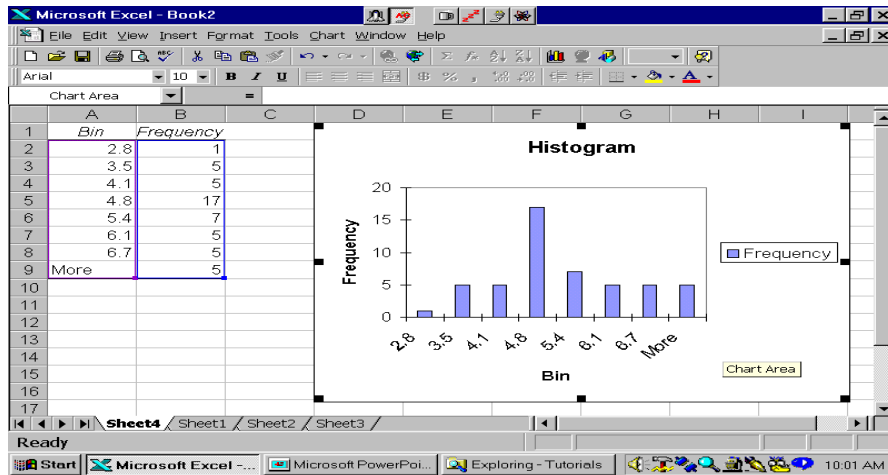 Microsoft Excel - Book2
File Edit View Insert Format Tools Chart Window Help
Arial 10 B I U
Chart Area =
A B C D E F G H I
1 Bin Frequency
2 2.8 1
3 3.5 5
4 4.1 5
5 4.8 17
6 5.4 7
7 6.1 5
8 6.7 5
9 More 5
10
11
12
13
14
15
16
17
Histogram
Frequency
20
15
10
5
0
2.8 3.5 4.1 4.8 5.4 6.1 6.7 More
Bin
Frequency
Chart Area
Sheet4 Sheet1 Sheet2 Sheet3
Ready
Start Microsoft Excel -... Microsoft PowerPoi... Exploring - Tutorials 10:01 AM